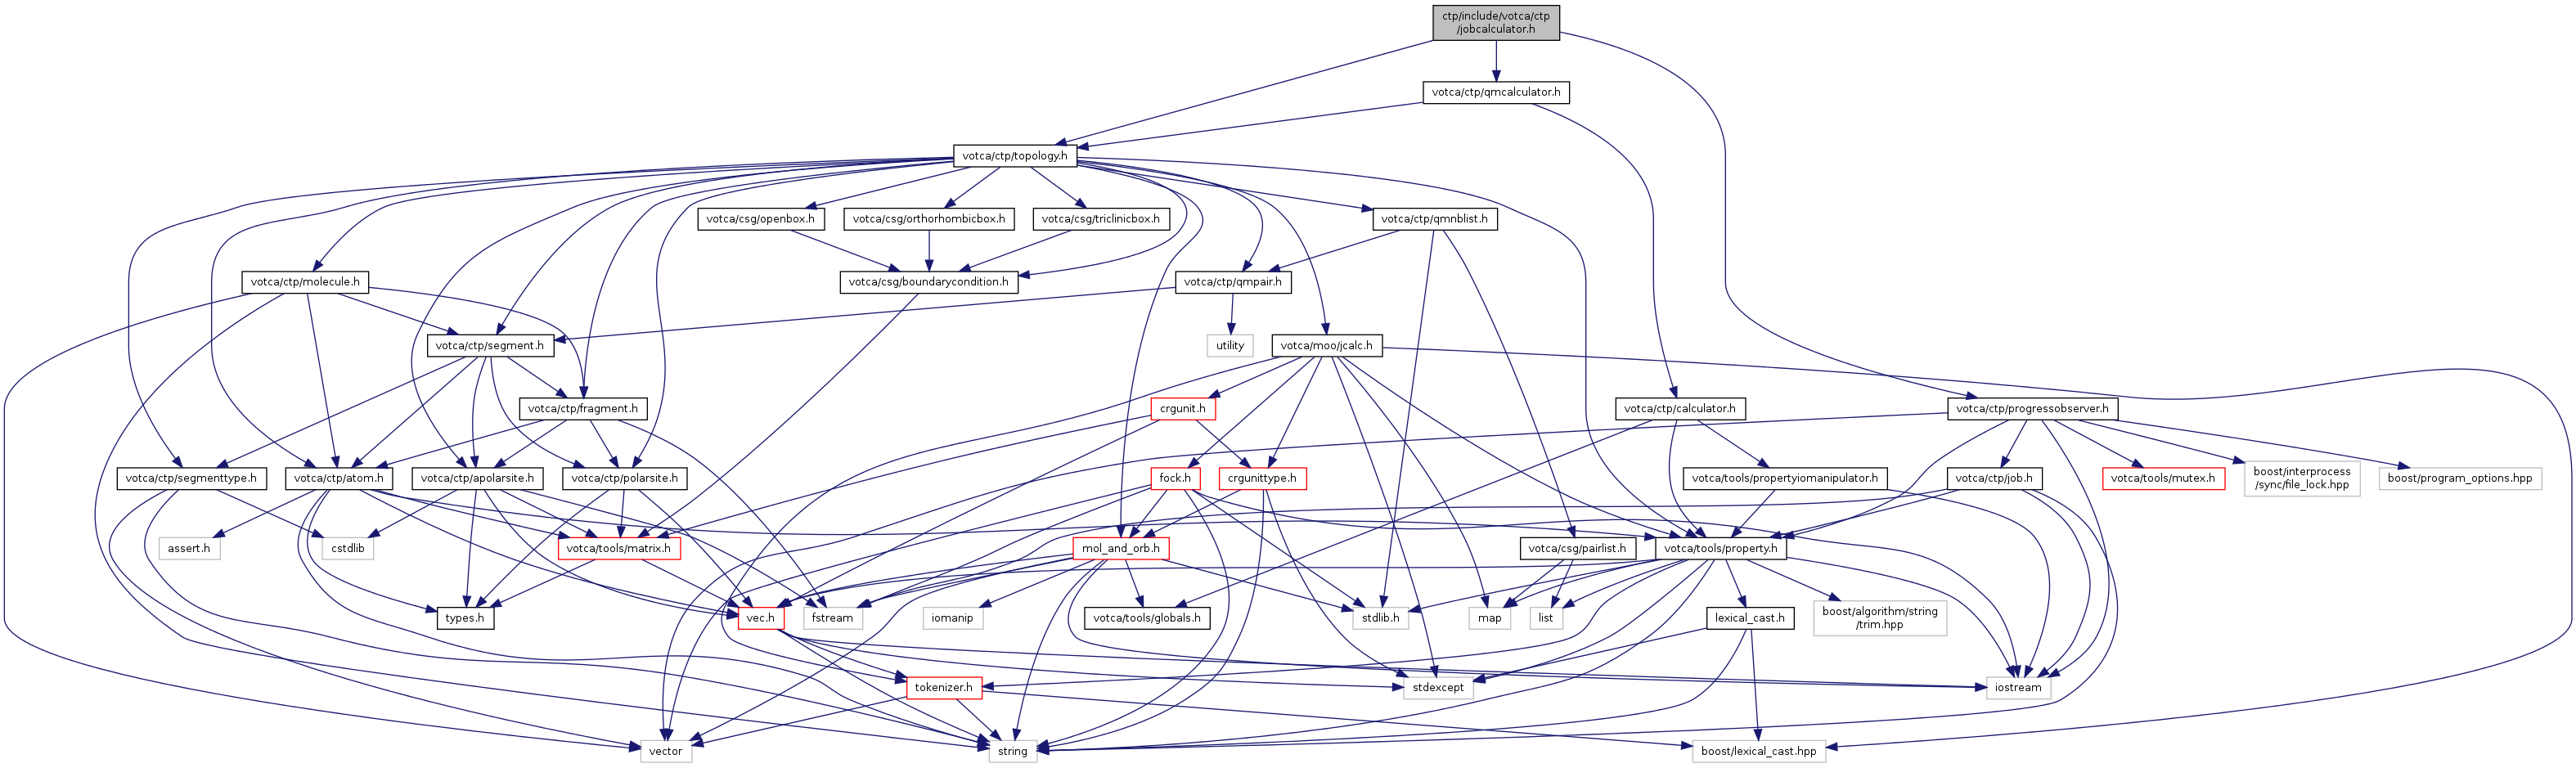 ctp/include/votca/ctp
/jobcalculator.h
votca/ctp/qmcalculator.h
votca/ctp/topology.h
votca/csg/openbox.h
votca/csg/orthorhombicbox.h
votca/csg/triclinicbox.h
votca/ctp/qmnblist.h
votca/ctp/molecule.h
votca/csg/boundarycondition.h
votca/ctp/qmpair.h
votca/ctp/segment.h
utility
votca/moo/jcalc.h
votca/ctp/fragment.h
crgunit.h
votca/ctp/calculator.h
votca/ctp/progressobserver.h
votca/ctp/segmenttype.h
votca/ctp/atom.h
votca/ctp/apolarsite.h
votca/ctp/polarsite.h
fock.h
crgunittype.h
votca/tools/propertyiomanipulator.h
votca/ctp/job.h
votca/tools/mutex.h
boost/interprocess
/sync/file_lock.hpp
boost/program_options.hpp
assert.h
cstdlib
votca/tools/matrix.h
mol_and_orb.h
votca/csg/pairlist.h
votca/tools/property.h
types.h
vec.h
fstream
iomanip
votca/tools/globals.h
stdlib.h
map
list
lexical_cast.h
boost/algorithm/string
/trim.hpp
tokenizer.h
stdexcept
iostream
vector
string
boost/lexical_cast.hpp